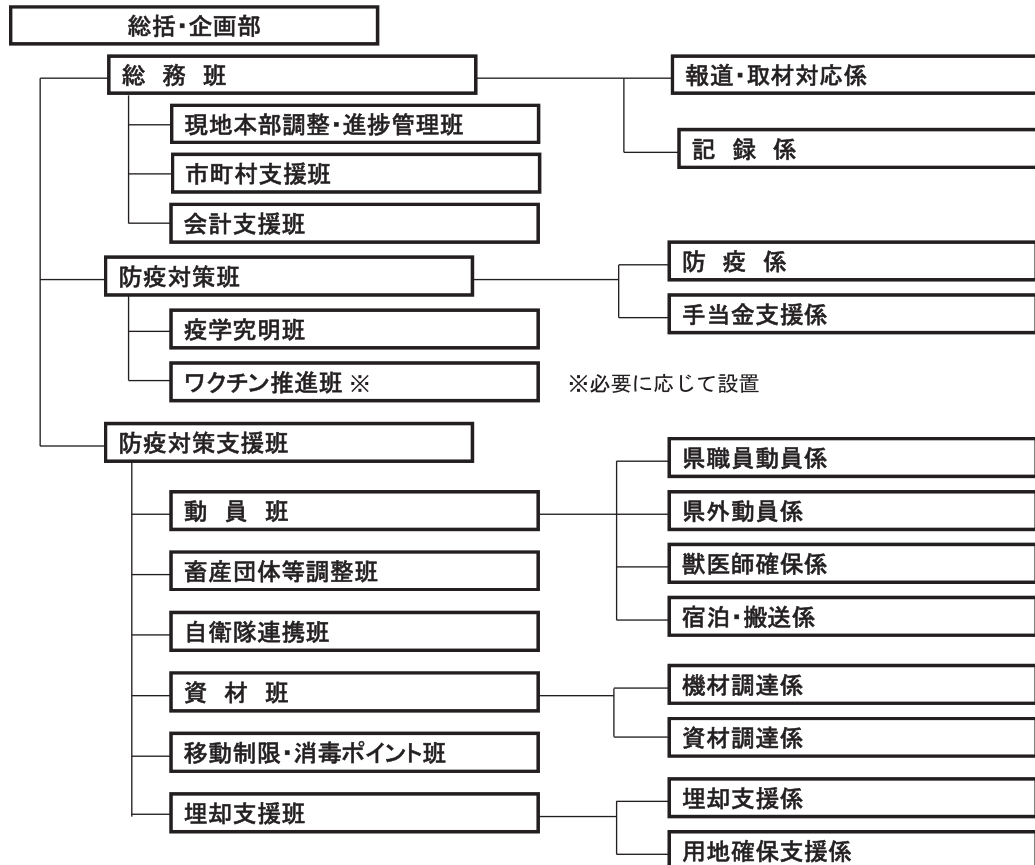 総括・企画部
総務班
報道・取材対応係
記録係
現地本部調整・進捗管理班
市町村支援班
会計支援班
防疫対策班
防疫係
手当金支援係
疫学究明班
ワクチン推進班 ※
※必要に応じて設置
防疫対策支援班
動員班
県職員動員係
県外動員係
獣医師確保係
宿泊・搬送係
畜産団体等調整班
自衛隊連携班
資材班
機材調達係
資材調達係
移動制限・消毒ポイント班
埋却支援班
埋却支援係
用地確保支援係